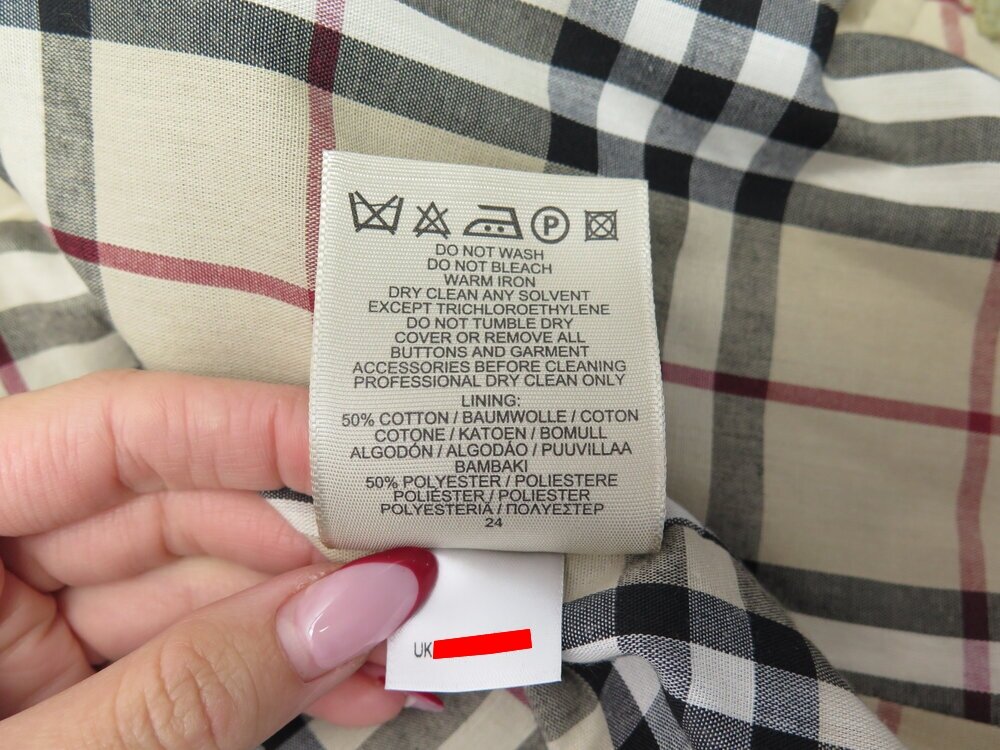 P
DO NOT WASH
DO NOT BLEACH
WARM IRON
DRY CLEAN ANY SOLVENT
EXCEPT TRICHLOROETHYLENE
DO NOT TUMBLE DRY
COVER OR REMOVE ALL
BUTTONS AND GARMENT
ACCESSORIES BEFORE CLEANING
PROFESSIONAL DRY CLEAN ONLY
LINING:
50% COTTON / BAUMWOLLE / COTON
COTONE / KATOEN / BOMULL
ALGODÓN / ALGODÁO / PUUVILLAA
BAMBAKI
50% POLYESTER / POLIESTERE
POLIÉSTER / POLIESTER
POLYESTERIA / ΠΟΛΥΕΣΤΕΡ
24
UK